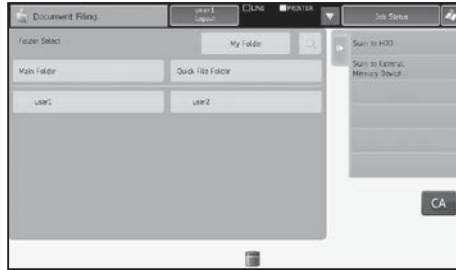 Document Filing
user1
Logout
LINE
PRINTER
Job Status
Folder Select
My Folder
Scan to HDD
Main Folder
Quick File Folder
Scan to External
Memory Device
user1
user2
CA